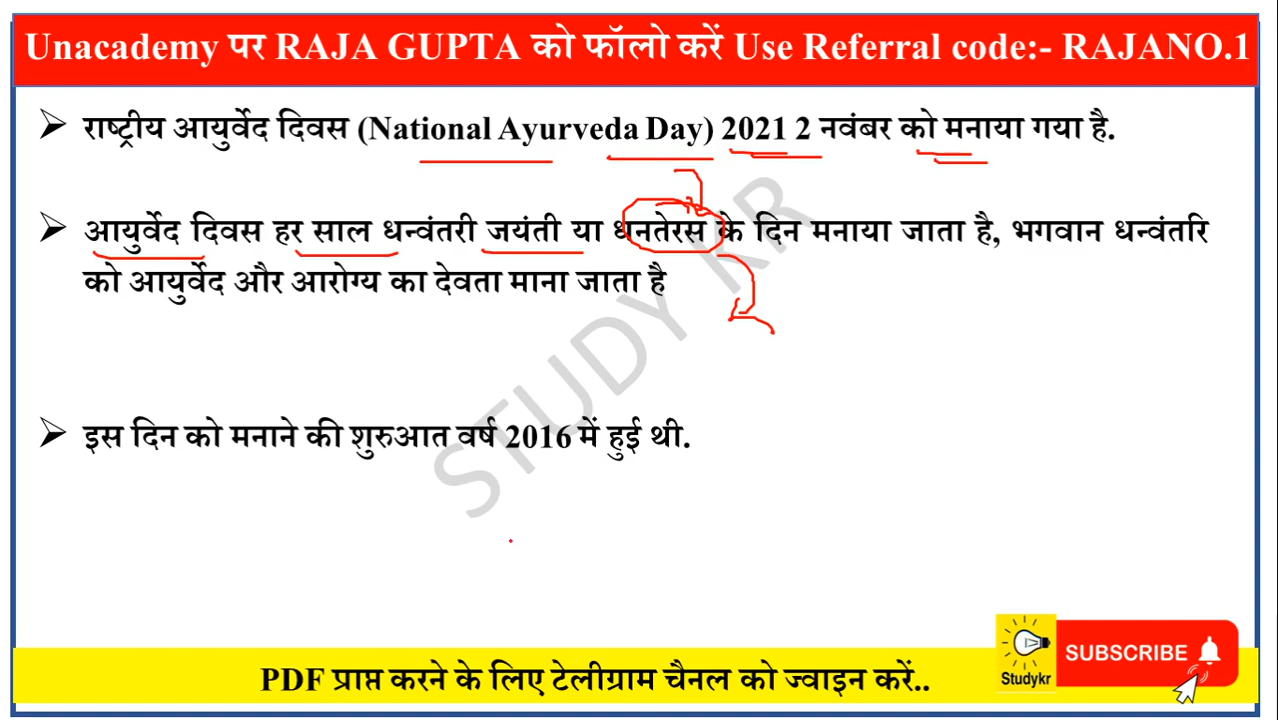 Unacademy पर RAJA GUPTA को फॉलो करें Use Referral code:- RAJANO.1
राष्ट्रीय आयुर्वेद दिवस (National Ayurveda Day) 2021 2 नवंबर को मनाया गया है.
आयुर्वेद दिवस हर साल धन्वंतरी जयंती या धनतेरस के दिन मनाया जाता है, भगवान धन्वंतरि
को आयुर्वेद और आरोग्य का देवता माना जाता है
STUDY KR
इस दिन को मनाने की शुरुआत वर्ष 2016 में हुई थी.
SUBSCRIBE
Studykr
PDF प्राप्त करने के लिए टेलीग्राम चैनल को ज्वाइन करें..